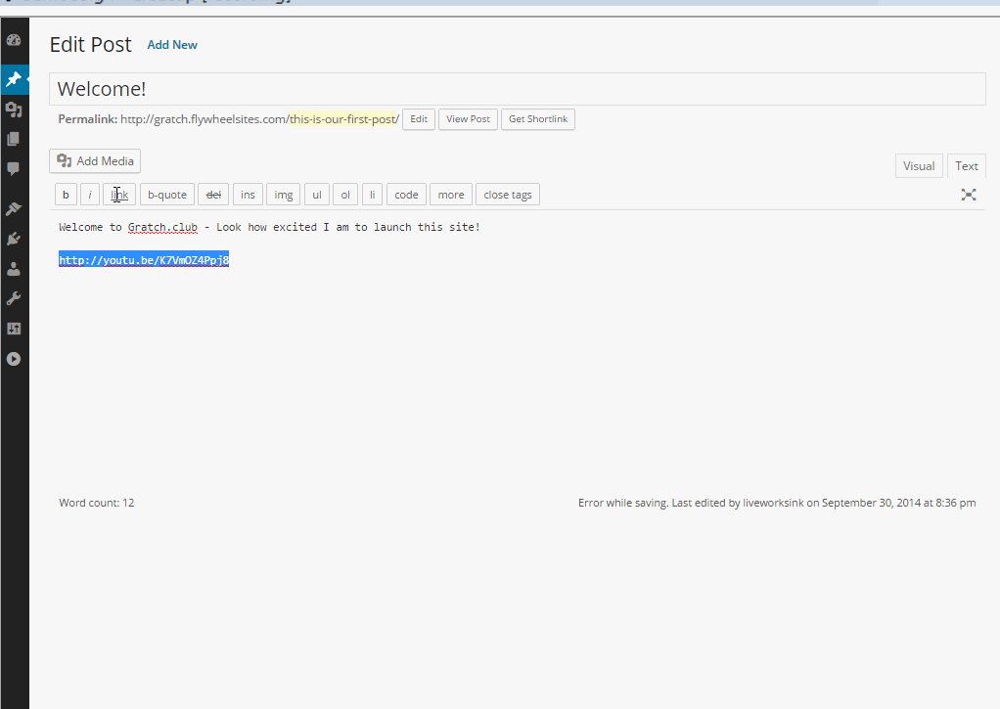 Edit Post Add New
Welcome!
Permalink: http://gratch.flywheelsites.com/this-is-our-first-post/ Edit View Post Get Shortlink
Add Media
Visual Text
b i link b-quote del ins img ul ol li code more close tags
Welcome to Gratch.club - Look how excited I am to launch this site!
http://youtu.be/K7VmOZ4Ppj8
Word count: 12 Error while saving. Last edited by liveworksink on September 30, 2014 at 8:36 pm